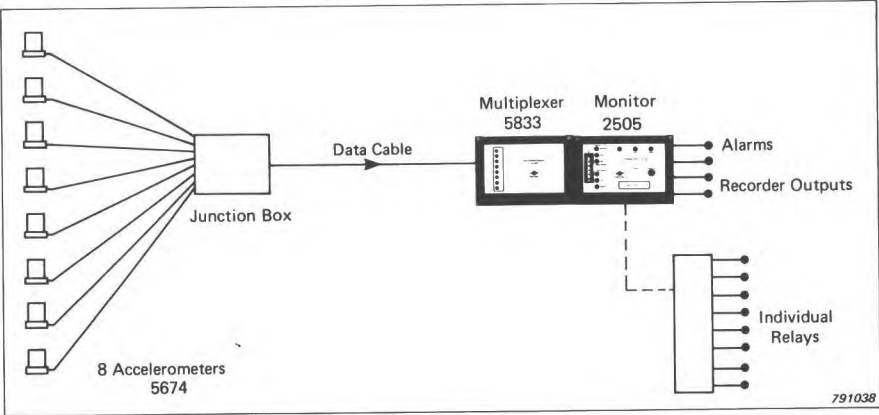 Multiplexer
5833
Monitor
2505
Data Cable
Alarms
Recorder Outputs
Junction Box
Individual
Relays
8 Accelerometers
5674
791038